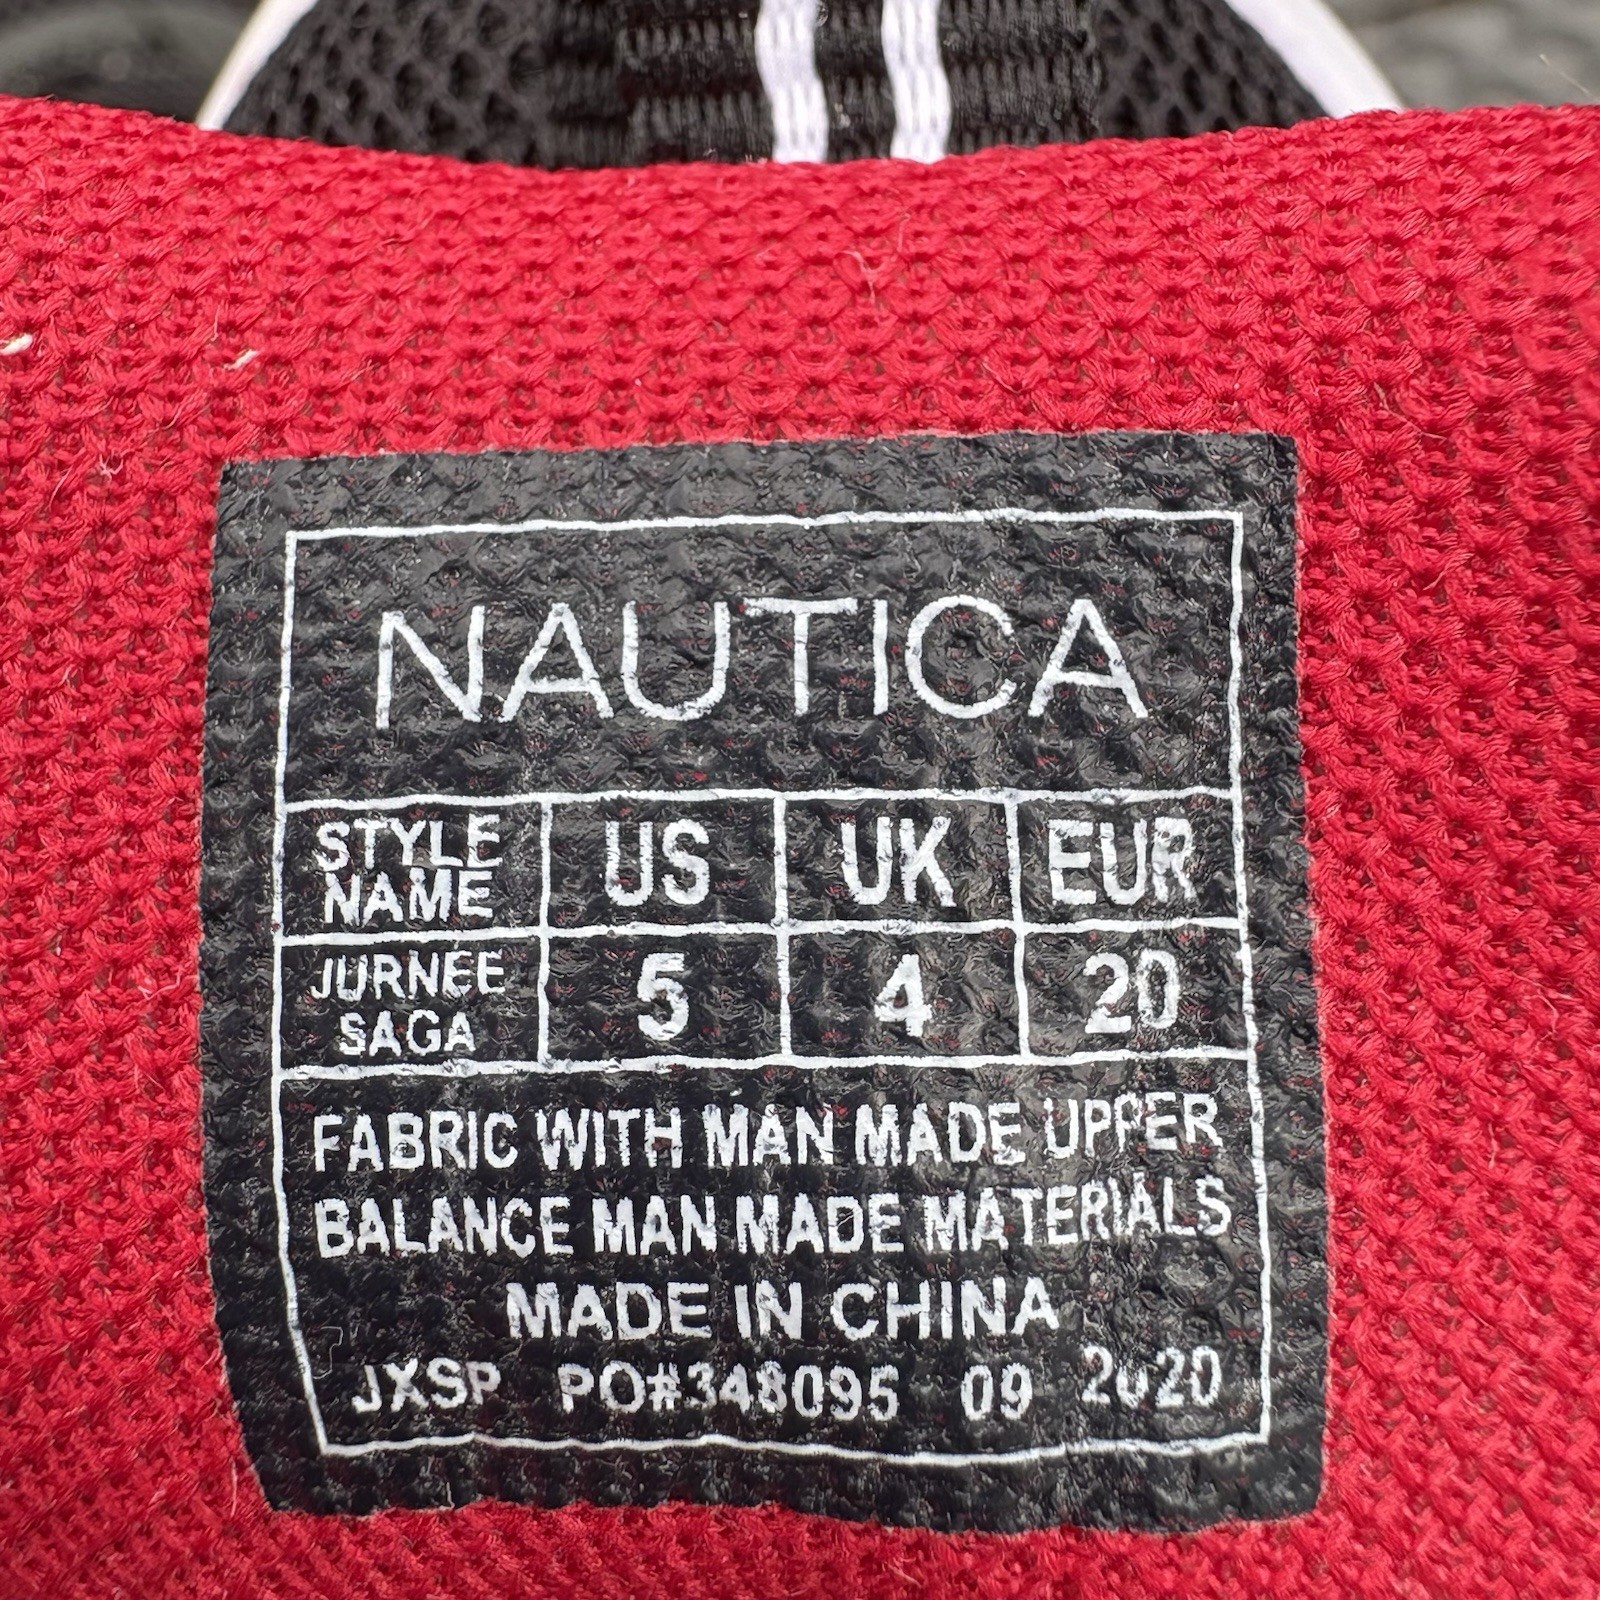 NAUTICA
STYLE NAME US UK EUR
JURNEE SAGA 5 4 20
FABRIC WITH MAN MADE UPPER
BALANCE MAN MADE MATERIALS
MADE IN CHINA
JXSP PO#348095 09 2020